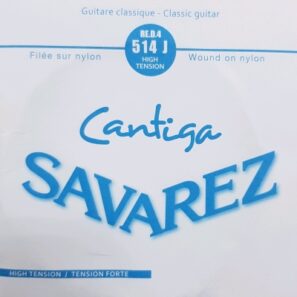 Guitare classique - Classic guitar
RE.D.4
Filée sur nylon 514 J Wound on nylon
HIGH
TENSION
Cantiga
SAVAREZ
HIGH TENSION / TENSION FORTE